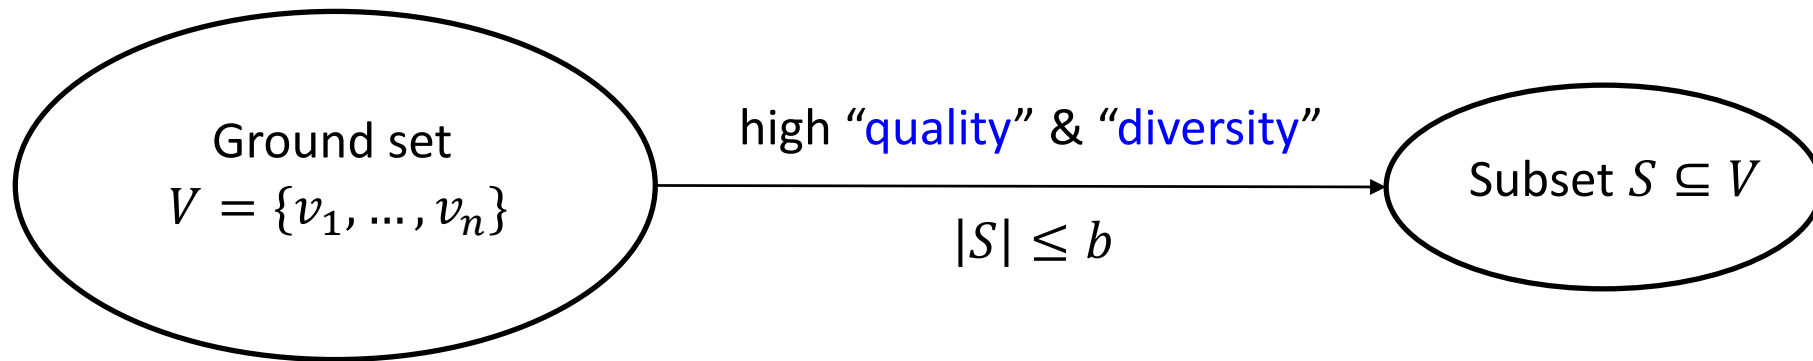 Ground set
V = {v₁, … , vₙ}
high “quality” & “diversity”
|S| ≤ b
Subset S ⊆ V